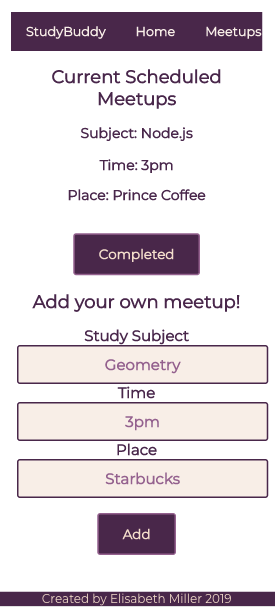 StudyBuddy Home Meetups
Current Scheduled
Meetups
Subject: Node.js
Time: 3pm
Place: Prince Coffee
Completed
Add your own meetup!
Study Subject
Geometry
Time
3pm
Place
Starbucks
Add
Created by Elisabeth Miller 2019